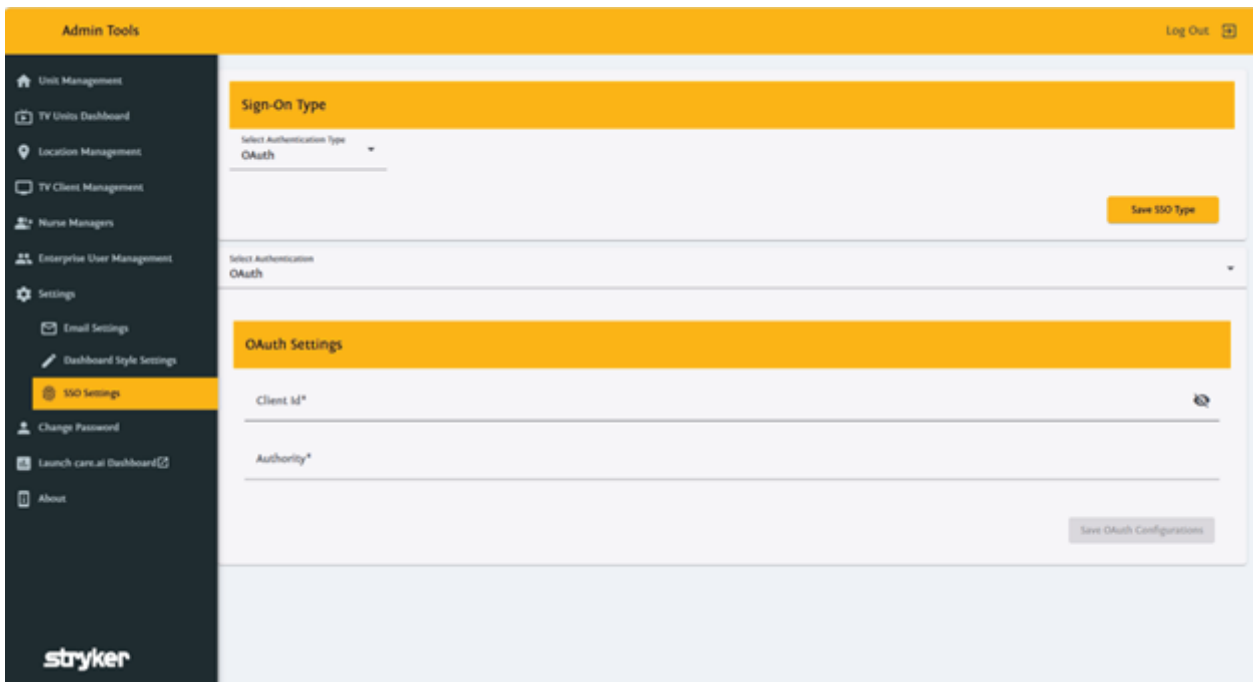 Admin Tools
Log Out
Unit Management
TV Units Dashboard
Location Management
TV Client Management
Nurse Managers
Enterprise User Management
Settings
Email Settings
Dashboard Style Settings
SSO Settings
Change Password
Launch care.ai Dashboard
About
stryker
Sign-On Type
Select Authentication Type
OAuth
Save SSO Type
Select Authentication
OAuth
OAuth Settings
Client Id*
Authority*
Save OAuth Configurations